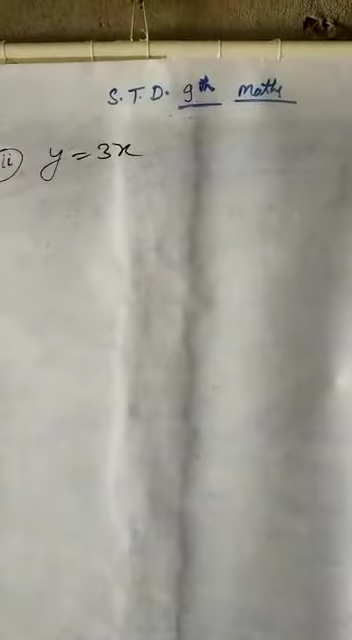 S.T.D. 9th maths
(ii) y = 3x